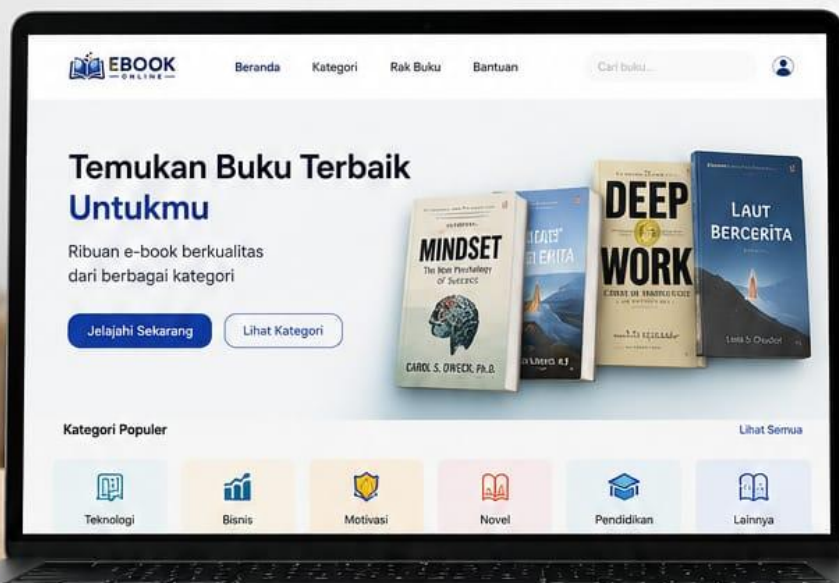 EBOOK
ONLINE
Beranda
Kategori
Rak Buku
Bantuan
Cari buku...
Temukan Buku Terbaik
Untukmu
Ribuan e-book berkualitas
dari berbagai kategori
Jelajahi Sekarang
Lihat Kategori
MINDSET
of Success
CAROL S. DWECK, Ph.D.
DEEP
WORK
LAUT
BERCERITA
Kategori Populer
Lihat Semua
Teknologi
Bisnis
Motivasi
Novel
Pendidikan
Lainnya